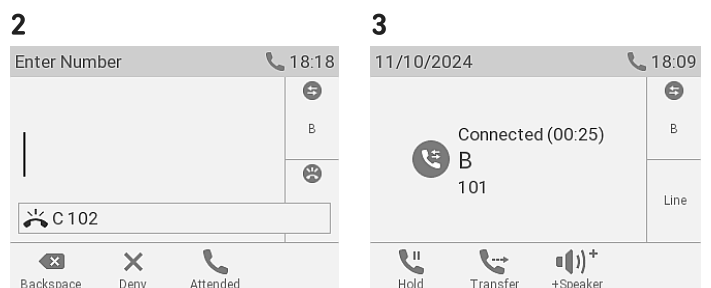 2
Enter Number 18:18
B
C 102
Backspace Deny Attended
3
11/10/2024 18:09
B
Connected (00:25)
B
101
Line
Hold Transfer +Speaker